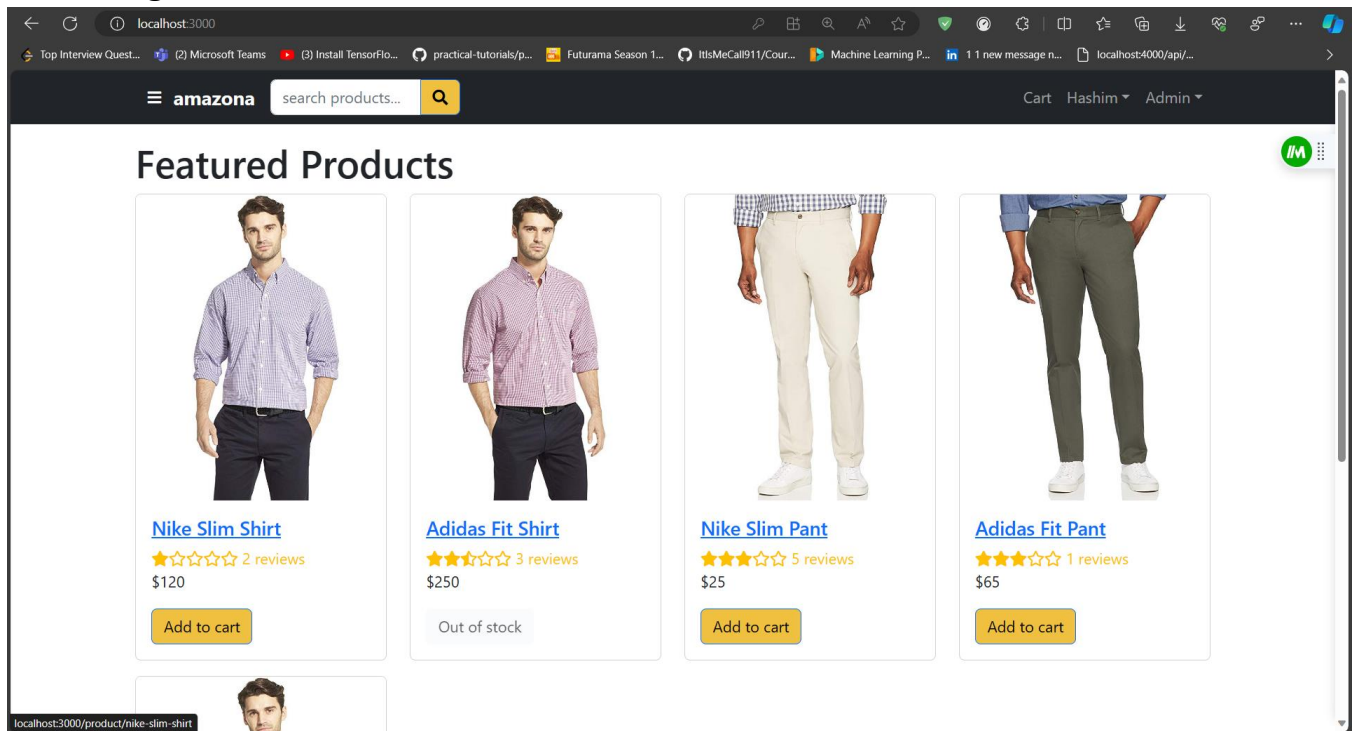 localhost:3000
Top Interview Quest... (2) Microsoft Teams (3) Install TensorFlo... practical-tutorials/p... Futurama Season 1... ItIsMeCall911/Cour... Machine Learning P... 1 1 new message n... localhost:4000/api/...
amazona search products... Cart Hashim Admin
Featured Products
Nike Slim Shirt
2 reviews
$120
Add to cart
Adidas Fit Shirt
3 reviews
$250
Out of stock
Nike Slim Pant
5 reviews
$25
Add to cart
Adidas Fit Pant
1 reviews
$65
Add to cart
localhost:3000/product/nike-slim-shirt